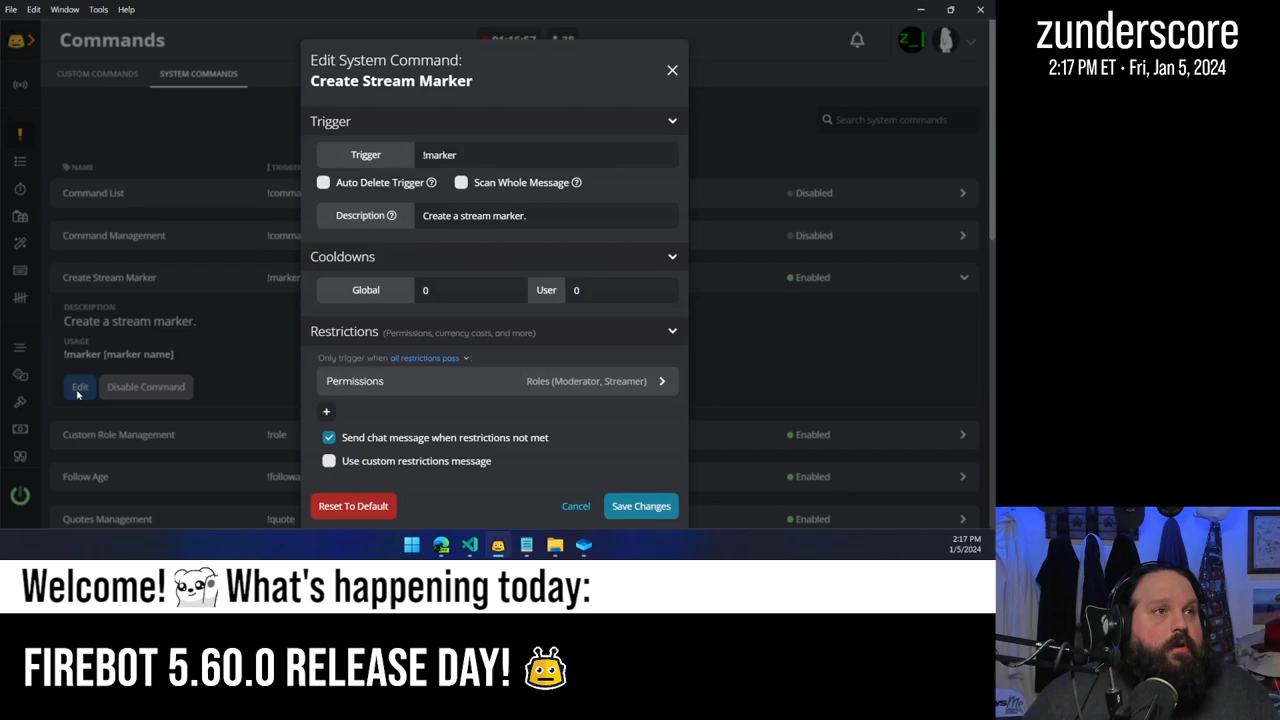 File Edit Window Tools Help
Commands
CUSTOM COMMANDS SYSTEM COMMANDS
Search system commands
NAME
Command List !comma Disabled
Command Management !comma Disabled
Create Stream Marker !marker Enabled
DESCRIPTION
Create a stream marker.
USAGE
!marker [marker name]
Edit Disable Command
Custom Role Management !role Enabled
Follow Age !followa Enabled
Quotes Management !quote Enabled
Edit System Command:
Create Stream Marker
Trigger
Trigger !marker
Auto Delete Trigger Scan Whole Message
Description Create a stream marker.
Cooldowns
Global 0 User 0
Restrictions (Permissions, currency costs, and more)
Only trigger when all restrictions pass :
Permissions Roles (Moderator, Streamer)
+
Send chat message when restrictions not met
Use custom restrictions message
Reset To Default Cancel Save Changes
2:17 PM
1/5/2024
zunderscore
2:17 PM ET · Fri, Jan 5, 2024
Welcome! What's happening today:
FIREBOT 5.60.0 RELEASE DAY!